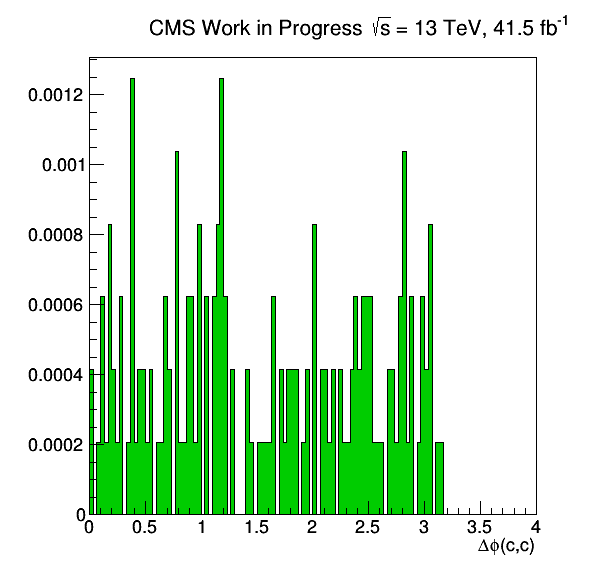 CMS Work in Progress √s = 13 TeV, 41.5 fb⁻¹
0.0012
0.001
0.0008
0.0006
0.0004
0.0002
0
0 0.5 1 1.5 2 2.5 3 3.5 4
Δϕ(c,c)